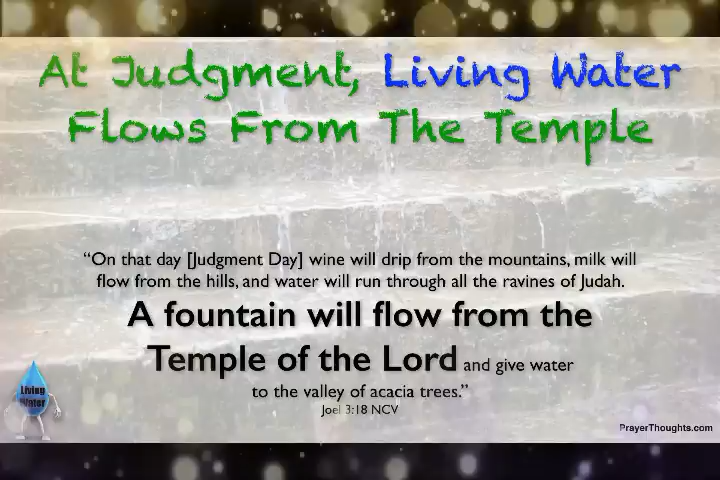 At Judgment, Living Water
Flows From The Temple
“On that day [Judgment Day] wine will drip from the mountains, milk will
flow from the hills, and water will run through all the ravines of Judah.
A fountain will flow from the
Temple of the Lord and give water
to the valley of acacia trees.”
Joel 3:18 NCV
Living
Water
PrayerThoughts.com